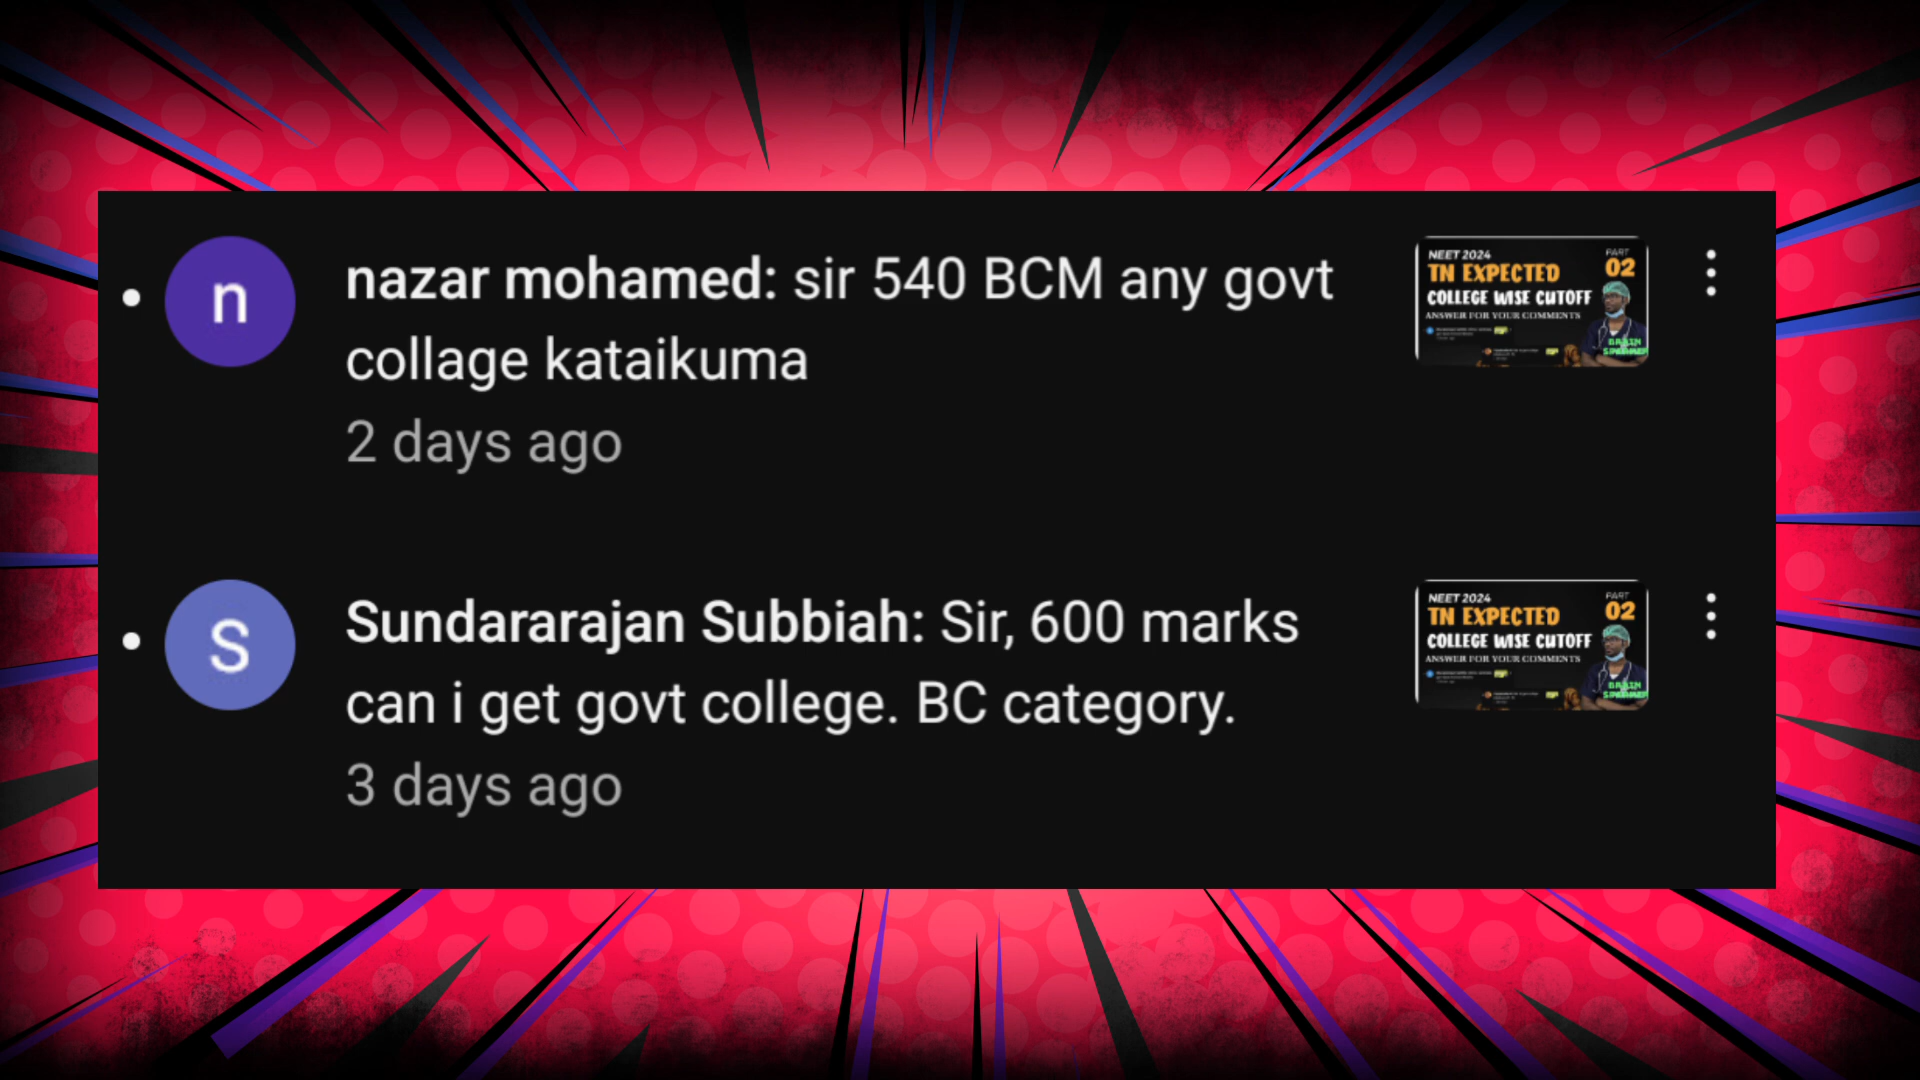 n
nazar mohamed: sir 540 BCM any govt
collage kataikuma
2 days ago
NEET 2024
PART
02
TN EXPECTED
COLLEGE WISE CUTOFF
ANSWER FOR YOUR COMMENTS
S
Sundararajan Subbiah: Sir, 600 marks
can i get govt college. BC category.
3 days ago
NEET 2024
PART
02
TN EXPECTED
COLLEGE WISE CUTOFF
ANSWER FOR YOUR COMMENTS